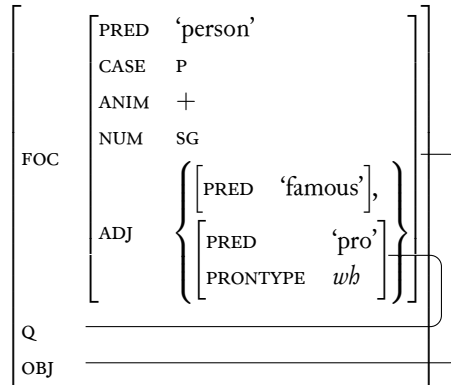 PRED ‘person’
CASE P
ANIM +
NUM SG
FOC
[PRED ‘famous’],
ADJ
PRED ‘pro’
PRONTYPE wh
Q
OBJ